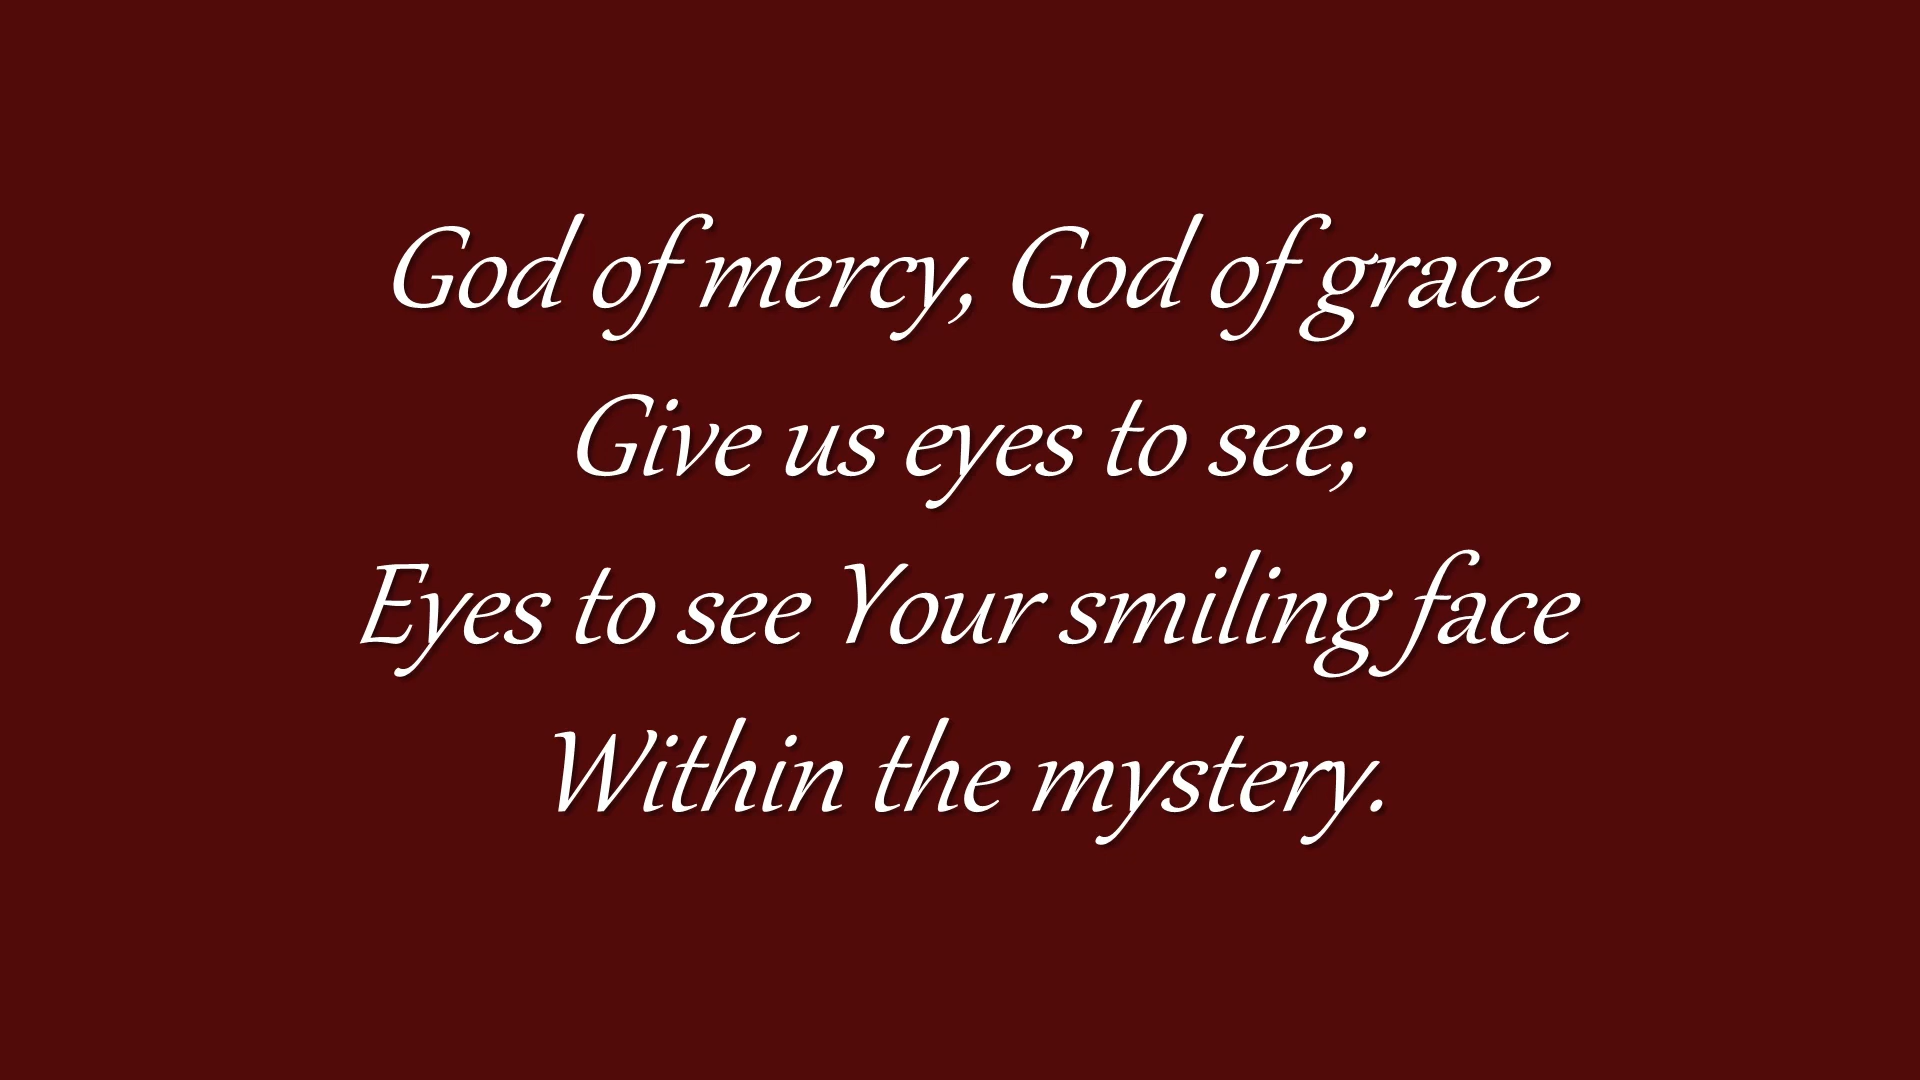 God of mercy, God of grace
Give us eyes to see;
Eyes to see Your smiling face
Within the mystery.